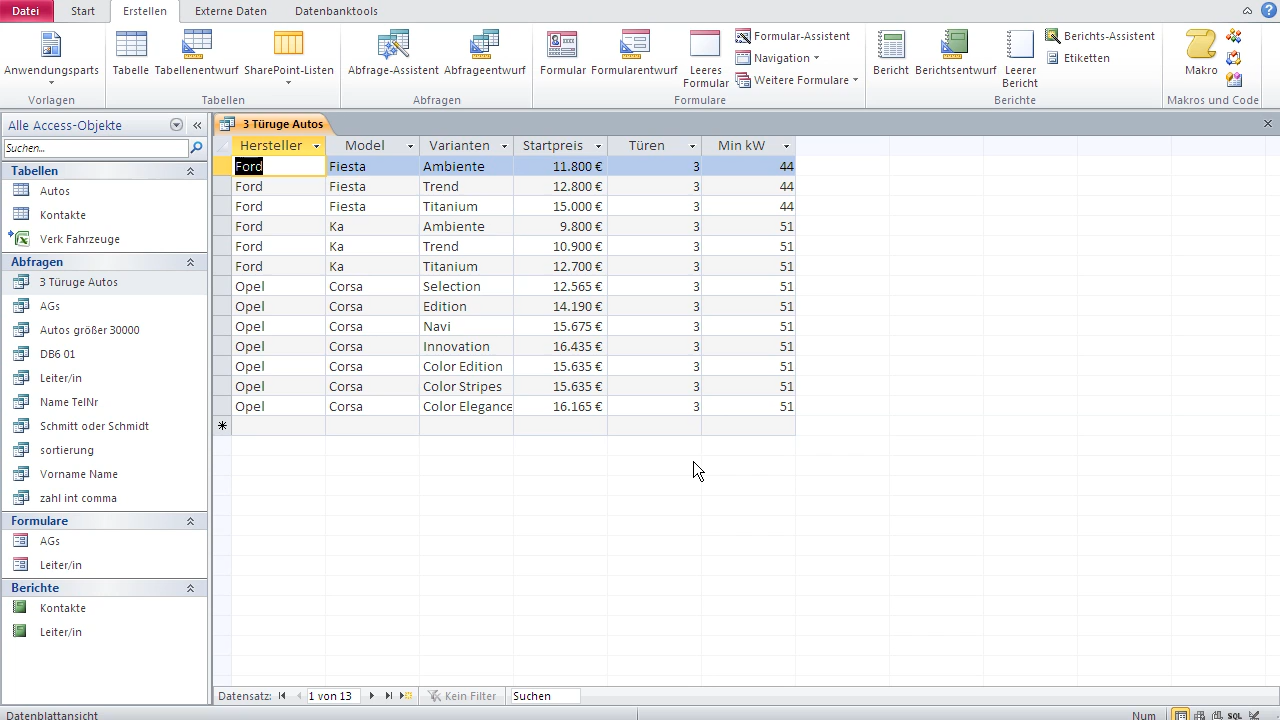 Datei Start Erstellen Externe Daten Datenbanktools
Anwendungsparts Tabelle Tabellenentwurf SharePoint-Listen Abfrage-Assistent Abfrageentwurf Formular Formularentwurf Leeres Formular Formular-Assistent Navigation Weitere Formulare Bericht Berichtsentwurf Leerer Bericht Berichts-Assistent Etiketten Makro
Vorlagen Tabellen Abfragen Formulare Berichte Makros und Code
Alle Access-Objekte
Suchen...
Tabellen
Autos
Kontakte
Verk Fahrzeuge
Abfragen
3 Türuge Autos
AGs
Autos größer 30000
DB6 01
Leiter/in
Name TelNr
Schmitt oder Schmidt
sortierung
Vorname Name
zahl int comma
Formulare
AGs
Leiter/in
Berichte
Kontakte
Leiter/in
3 Türuge Autos
Hersteller Model Varianten Startpreis Türen Min kW
Ford Fiesta Ambiente 11.800 € 3 44
Ford Fiesta Trend 12.800 € 3 44
Ford Fiesta Titanium 15.000 € 3 44
Ford Ka Ambiente 9.800 € 3 51
Ford Ka Trend 10.900 € 3 51
Ford Ka Titanium 12.700 € 3 51
Opel Corsa Selection 12.565 € 3 51
Opel Corsa Edition 14.190 € 3 51
Opel Corsa Navi 15.675 € 3 51
Opel Corsa Innovation 16.435 € 3 51
Opel Corsa Color Edition 15.635 € 3 51
Opel Corsa Color Stripes 15.635 € 3 51
Opel Corsa Color Elegance 16.165 € 3 51
Datensatz: 1 von 13 Kein Filter Suchen
Datenblattansicht Num SQL